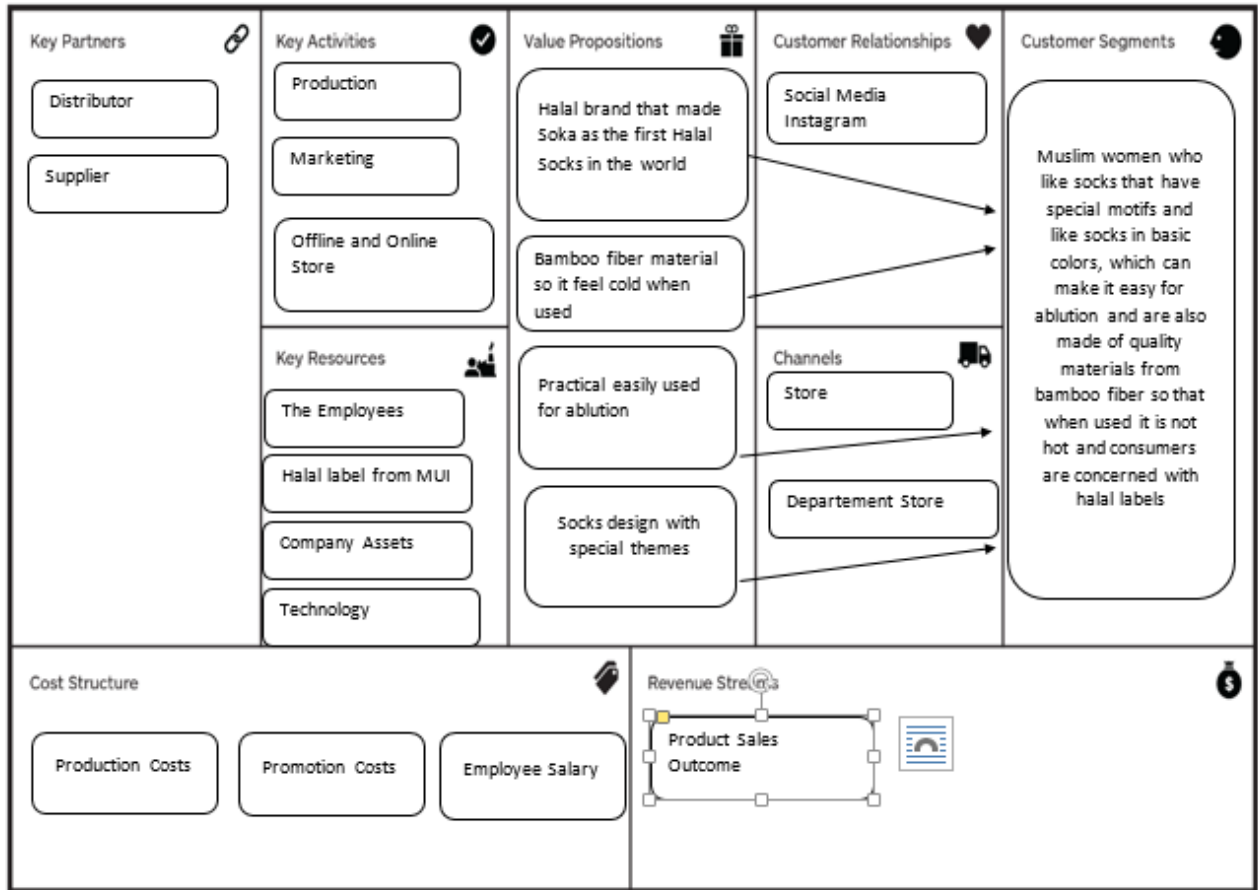 Key Partners
Distributor
Supplier
Key Activities
Production
Marketing
Offline and Online
Store
Key Resources
The Employees
Halal label from MUI
Company Assets
Technology
Value Propositions
Halal brand that made
Soka as the first Halal
Socks in the world
Bamboo fiber material
so it feel cold when
used
Practical easily used
for ablution
Socks design with
special themes
Customer Relationships
Social Media
Instagram
Channels
Store
Departement Store
Customer Segments
Muslim women who
like socks that have
special motifs and
like socks in basic
colors, which can
make it easy for
ablution and are also
made of quality
materials from
bamboo fiber so that
when used it is not
hot and consumers
are concerned with
halal labels
Cost Structure
Production Costs
Promotion Costs
Employee Salary
Revenue Streams
$
Product Sales
Outcome